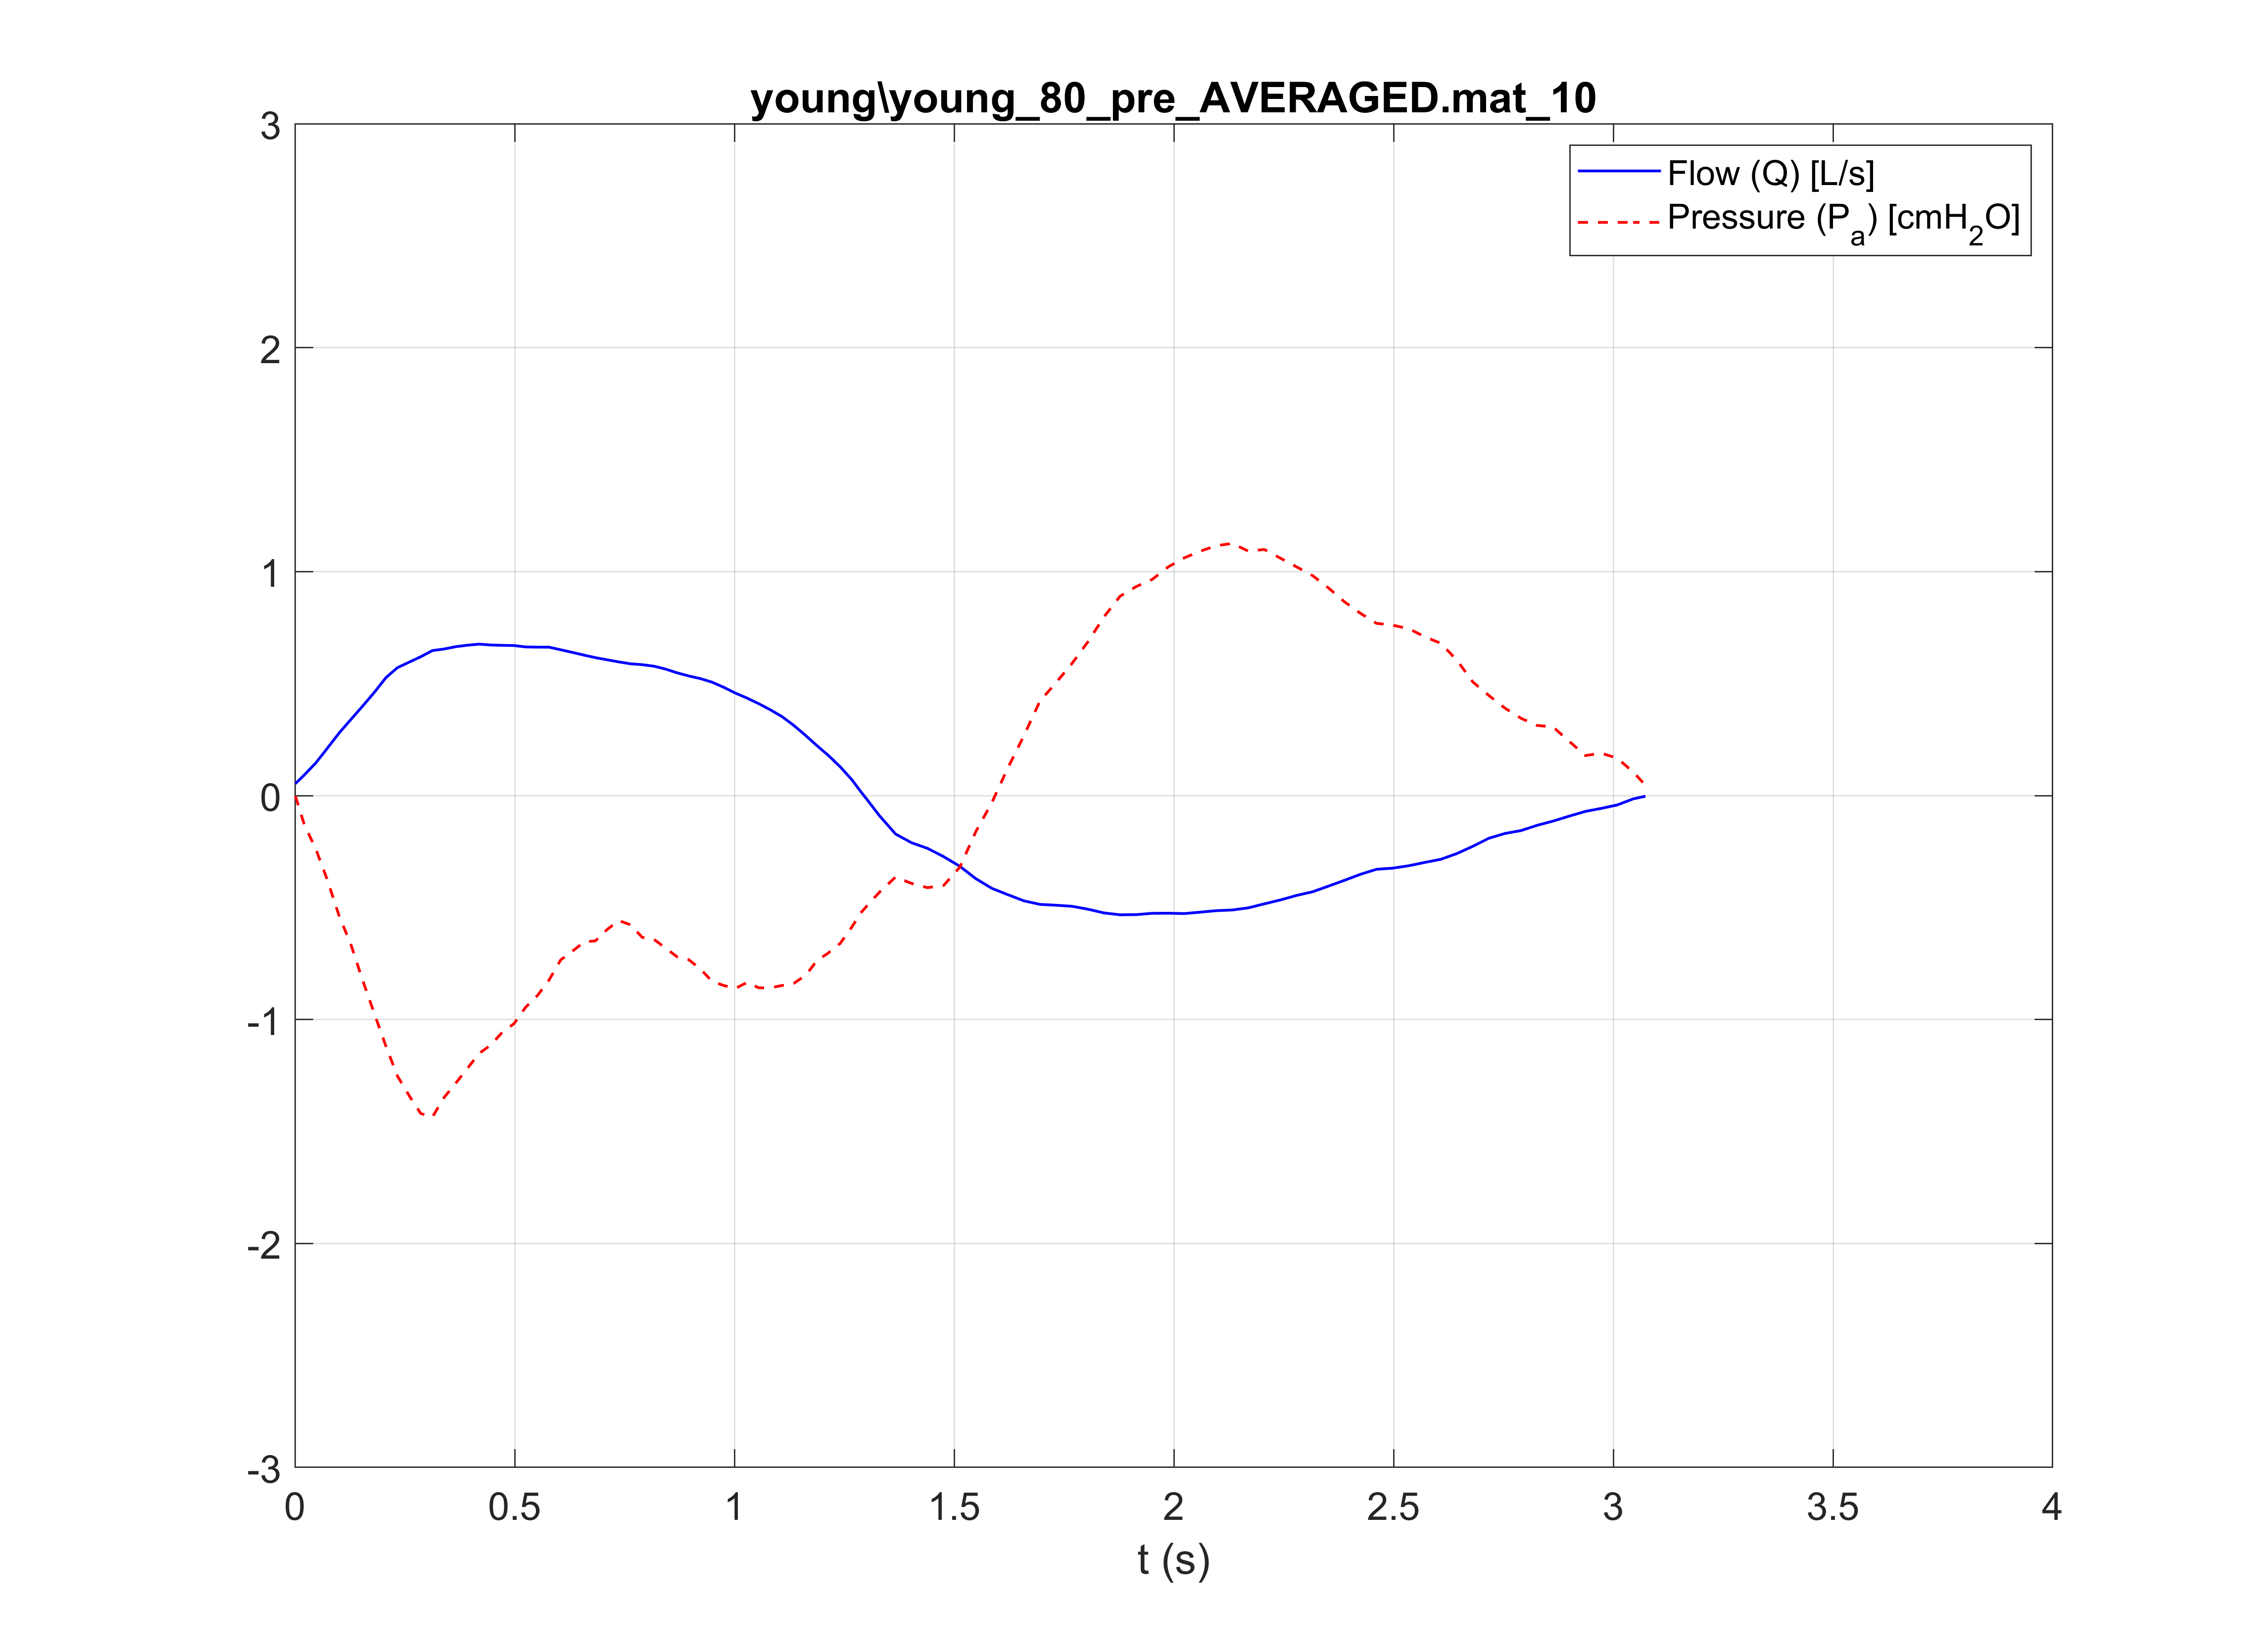 young\young_80_pre_AVERAGED.mat_10
Flow (Q) [L/s]
Pressure (Pa) [cmH2O]
3
2
1
0
-1
-2
-3
0 0.5 1 1.5 2 2.5 3 3.5 4
t (s)